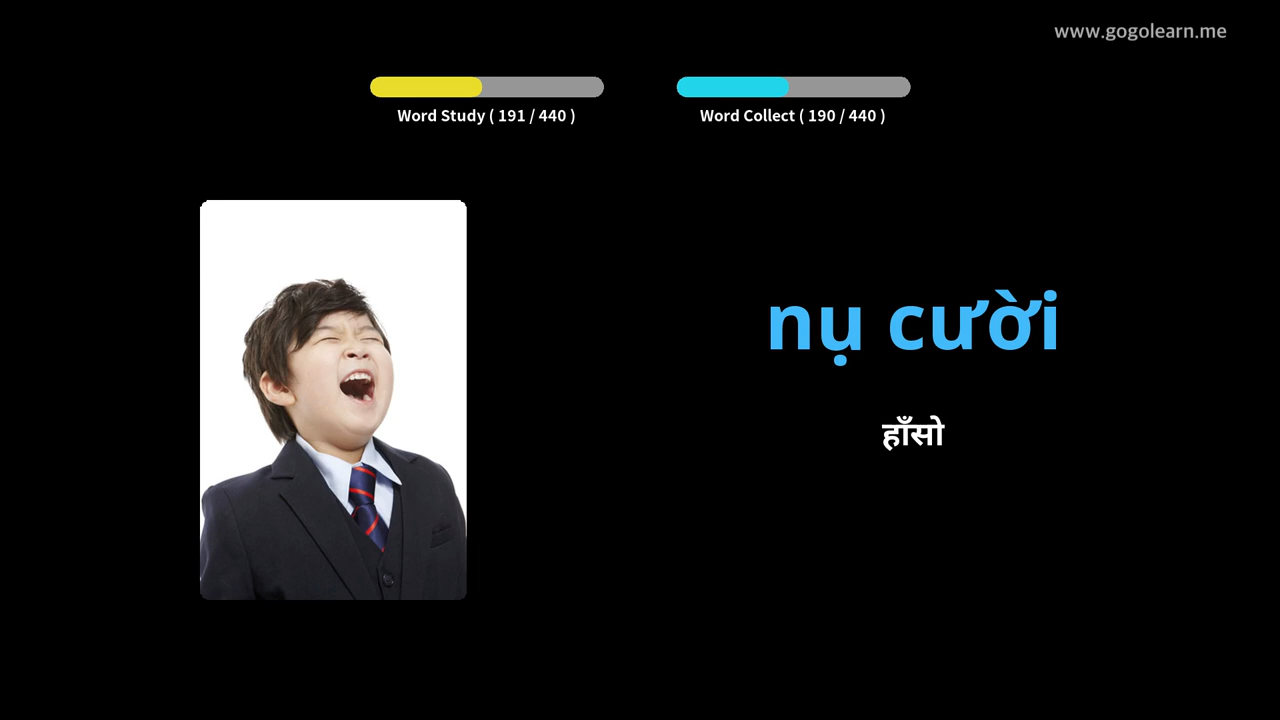 www.gogolearn.me
Word Study ( 191 / 440 )
Word Collect ( 190 / 440 )
nụ cười
हाँसो